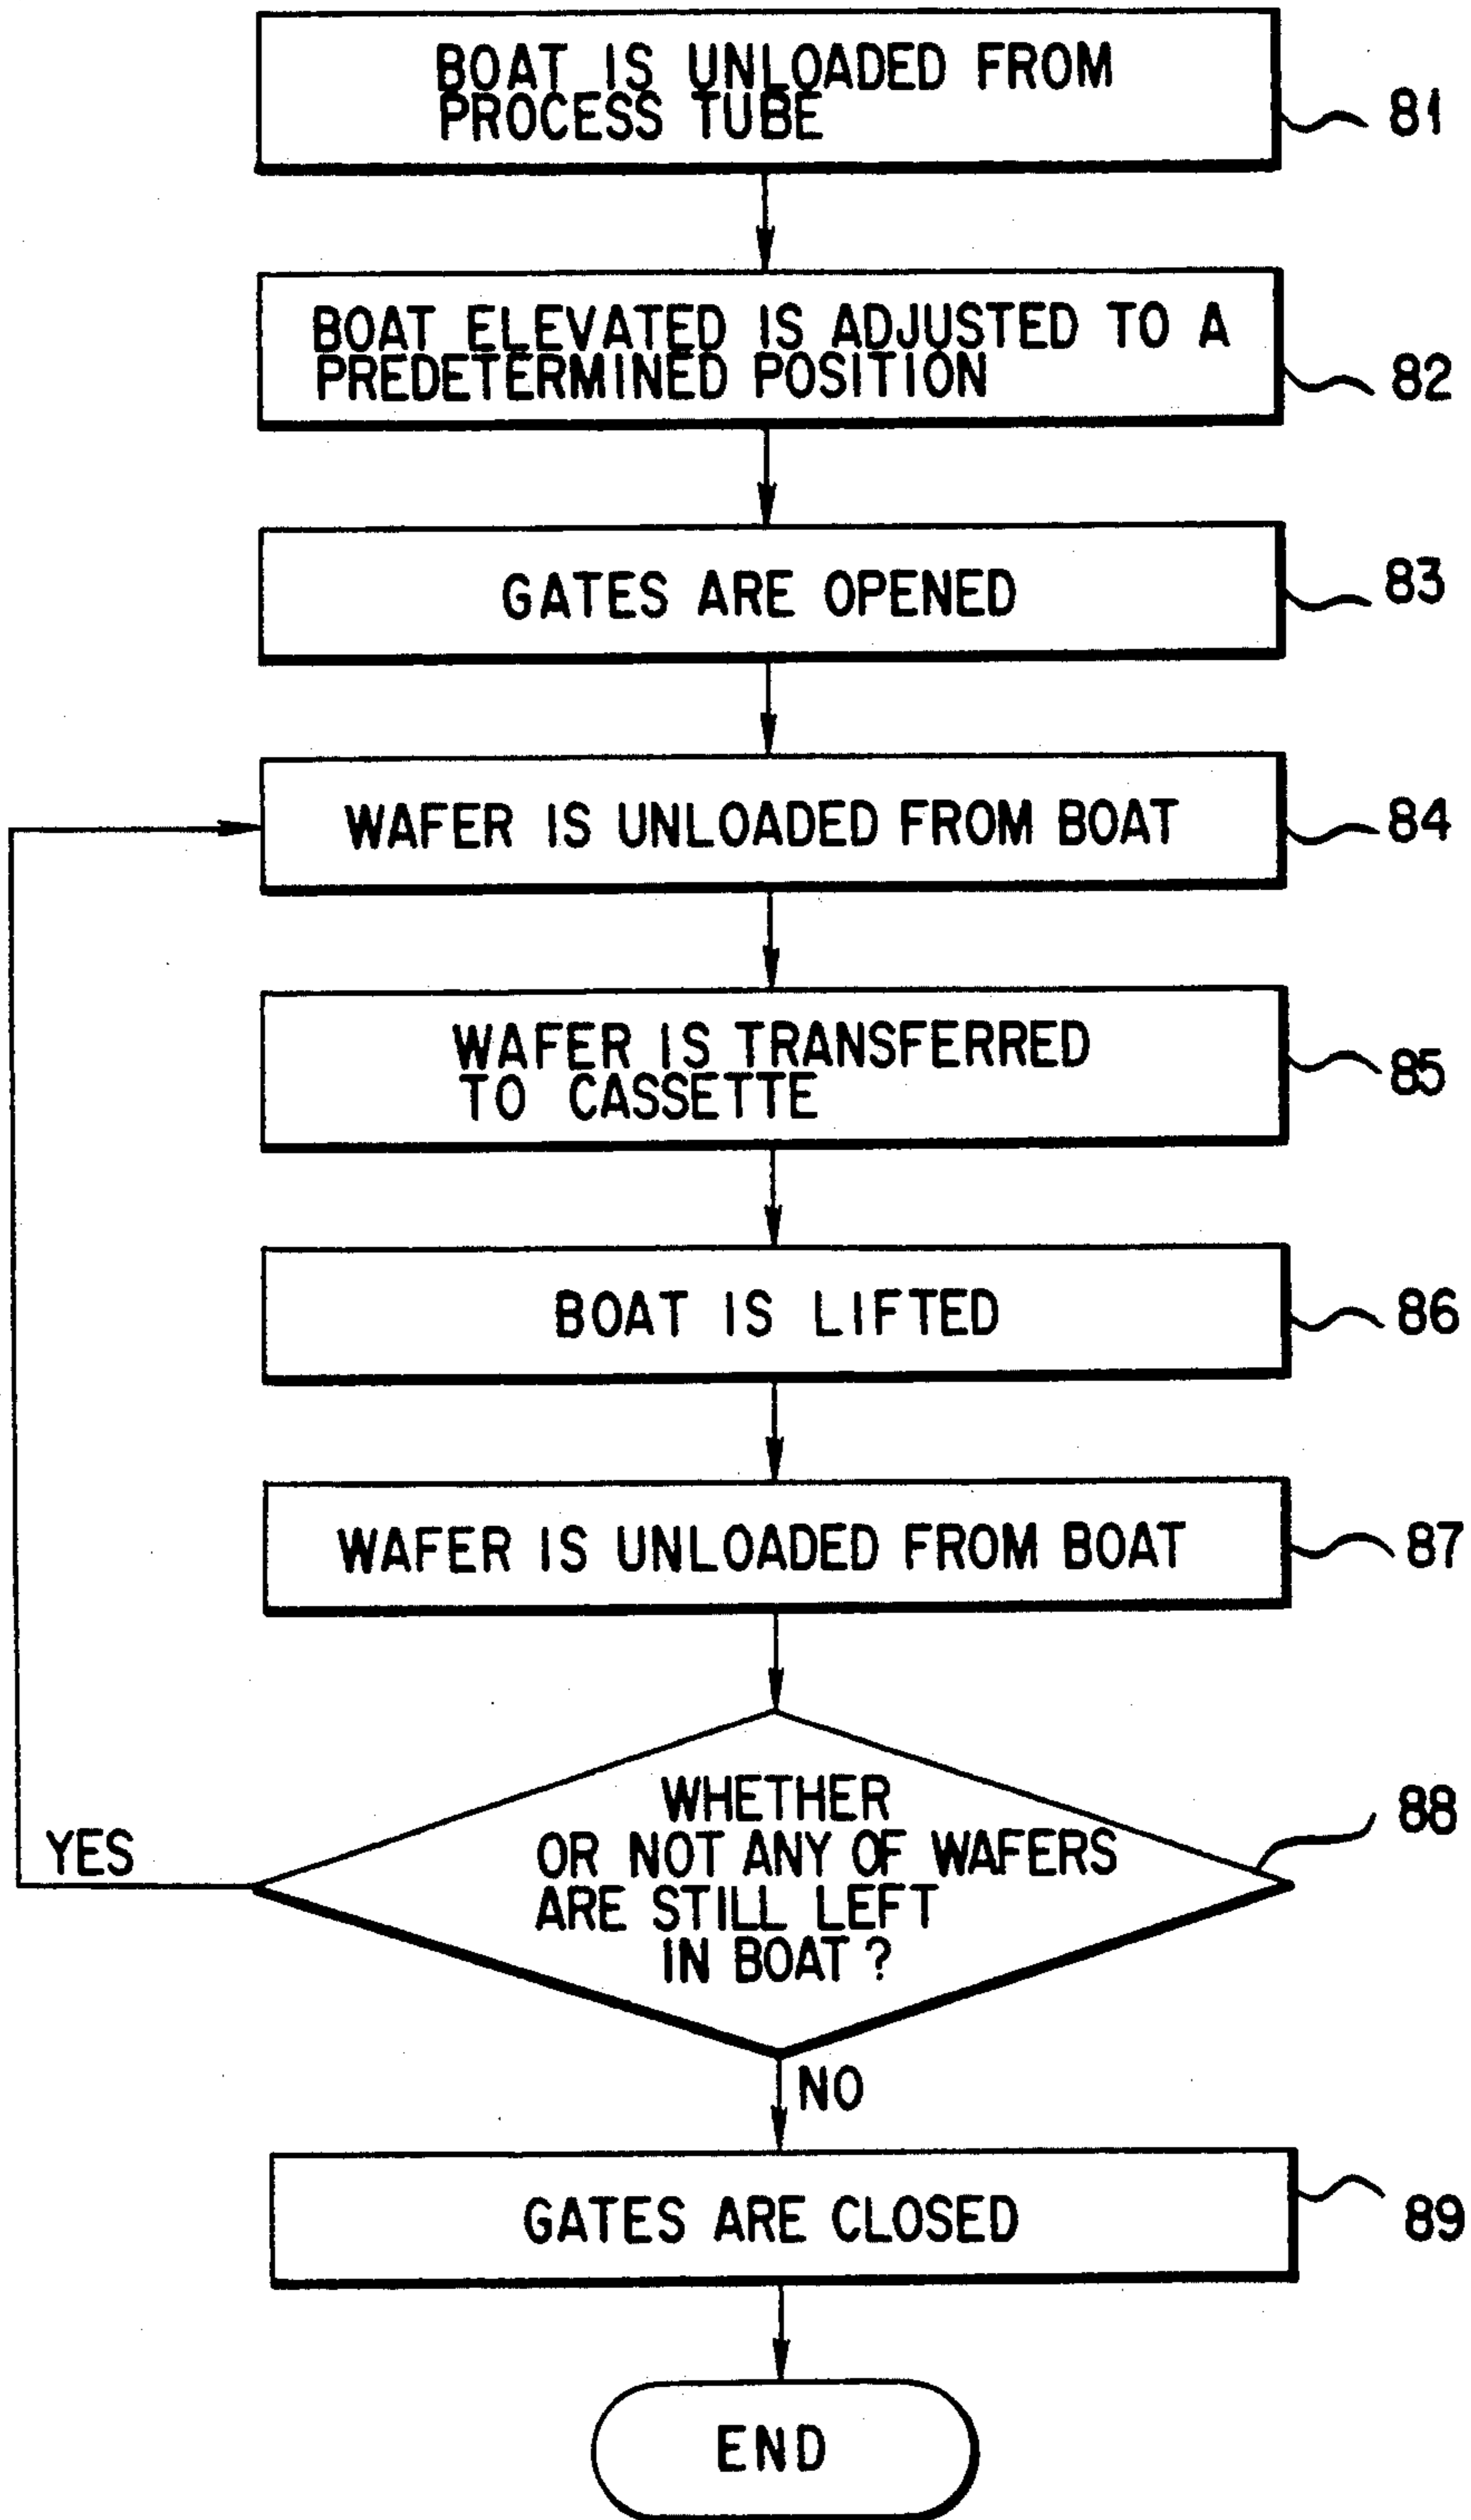 BOAT IS UNLOADED FROM
PROCESS TUBE
81
BOAT ELEVATED IS ADJUSTED TO A
PREDETERMINED POSITION
82
GATES ARE OPENED
83
WAFER IS UNLOADED FROM BOAT
84
WAFER IS TRANSFERRED
TO CASSETTE
85
BOAT IS LIFTED
86
WAFER IS UNLOADED FROM BOAT
87
WHETHER
OR NOT ANY OF WAFERS
ARE STILL LEFT
IN BOAT?
88
YES
NO
GATES ARE CLOSED
89
END